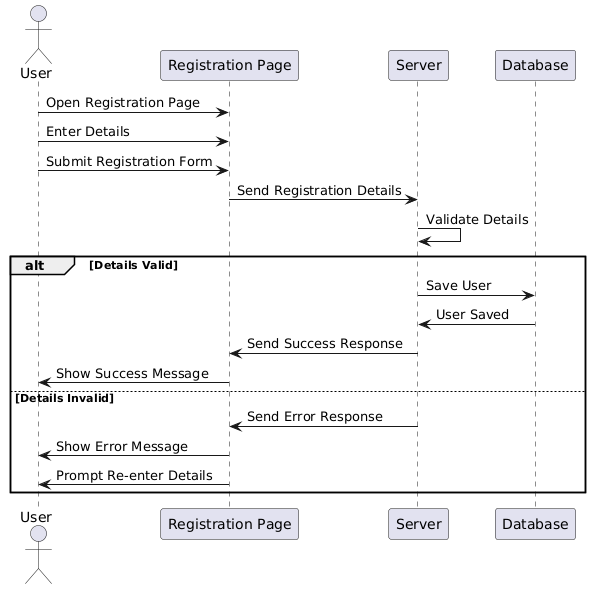 User
Registration Page
Server
Database
Open Registration Page
Enter Details
Submit Registration Form
Send Registration Details
Validate Details
alt
[Details Valid]
Save User
User Saved
Send Success Response
Show Success Message
[Details Invalid]
Send Error Response
Show Error Message
Prompt Re-enter Details
User
Registration Page
Server
Database